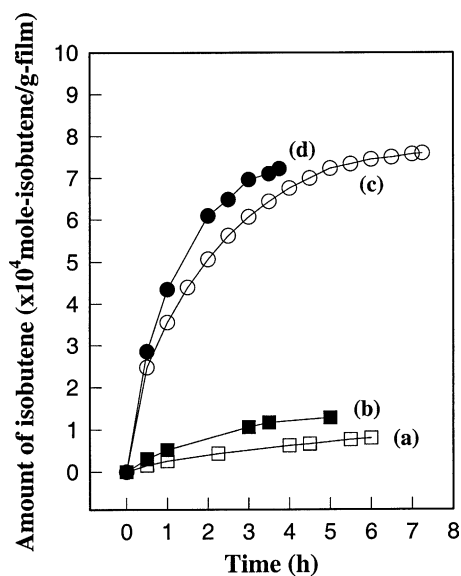 Amount of isobutene (x10⁴mole-isobutene/g-film)
10
9
8
7
6
5
4
3
2
1
0
(d)
(c)
(b)
(a)
0 1 2 3 4 5 6 7 8
Time (h)